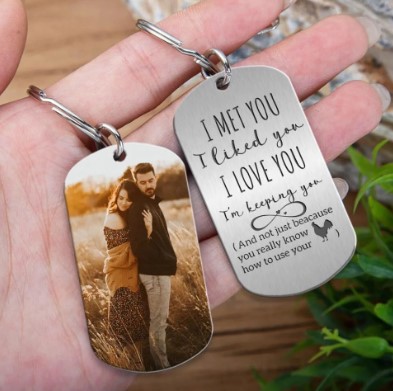 I MET YOU
I liked you
I LOVE YOU
I'm keeping you
(And not just beacause
you really know
how to use your )